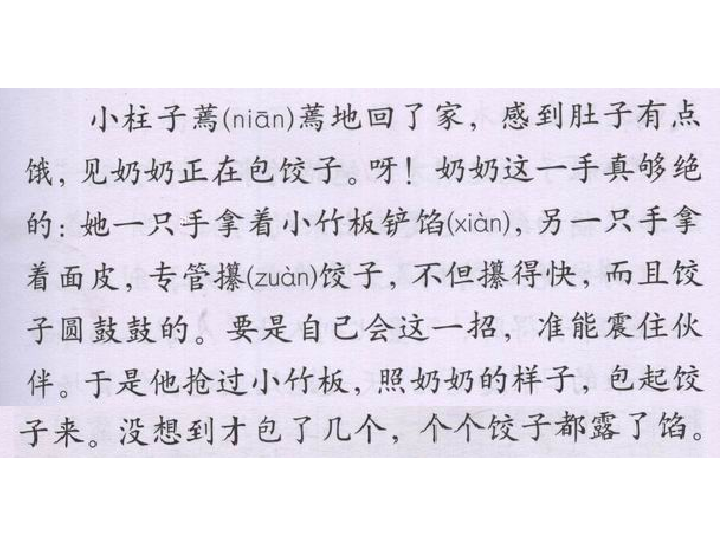 小柱子蔫(niān)蔫地回了家，感到肚子有点
饿，见奶奶正在包饺子。呀！奶奶这一手真够绝
的：她一只手拿着小竹板铲馅(xiàn)，另一只手拿
着面皮，专管攥(zuàn)饺子，不但攥得快，而且饺
子圆鼓鼓的。要是自己会这一招，准能震住伙
伴。于是他抢过小竹板，照奶奶的样子，包起饺
子来。没想到才包了几个，个个饺子都露了馅。